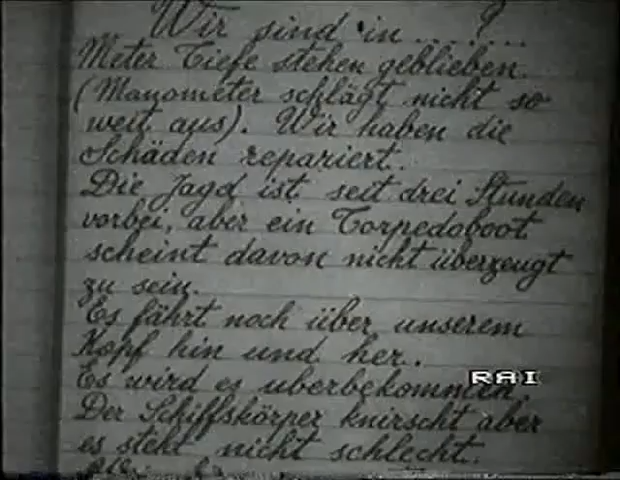 Wir sind in ........ ?
Meter Tiefe stehen geblieben.
(Manometer schlägt nicht so
weit aus). Wir haben die
Schäden repariert.
Die Jagd ist seit drei Stunden
vorbei, aber ein Torpedoboot
scheint davon nicht überzeugt
zu sein.
Es fährt noch über unserem
Kopf hin und her.
Es wird es uberbekommen.
RAI
Der Schiffskörper knirscht aber
es steht nicht schlecht.